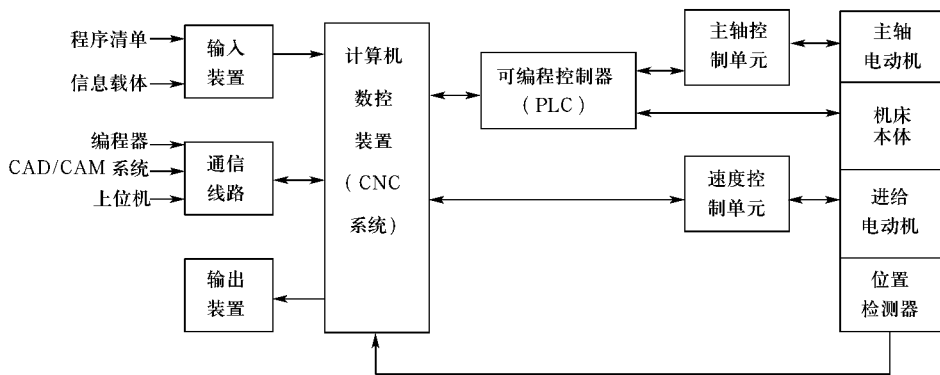 程序清单
信息载体
输入
装置
编程器
CAD/CAM 系统
上位机
通信
线路
输出
装置
计算机
数控
装置
(CNC
系统)
可编程控制器
(PLC)
主轴控
制单元
速度控
制单元
主轴
电动机
机床
本体
进给
电动机
位置
检测器